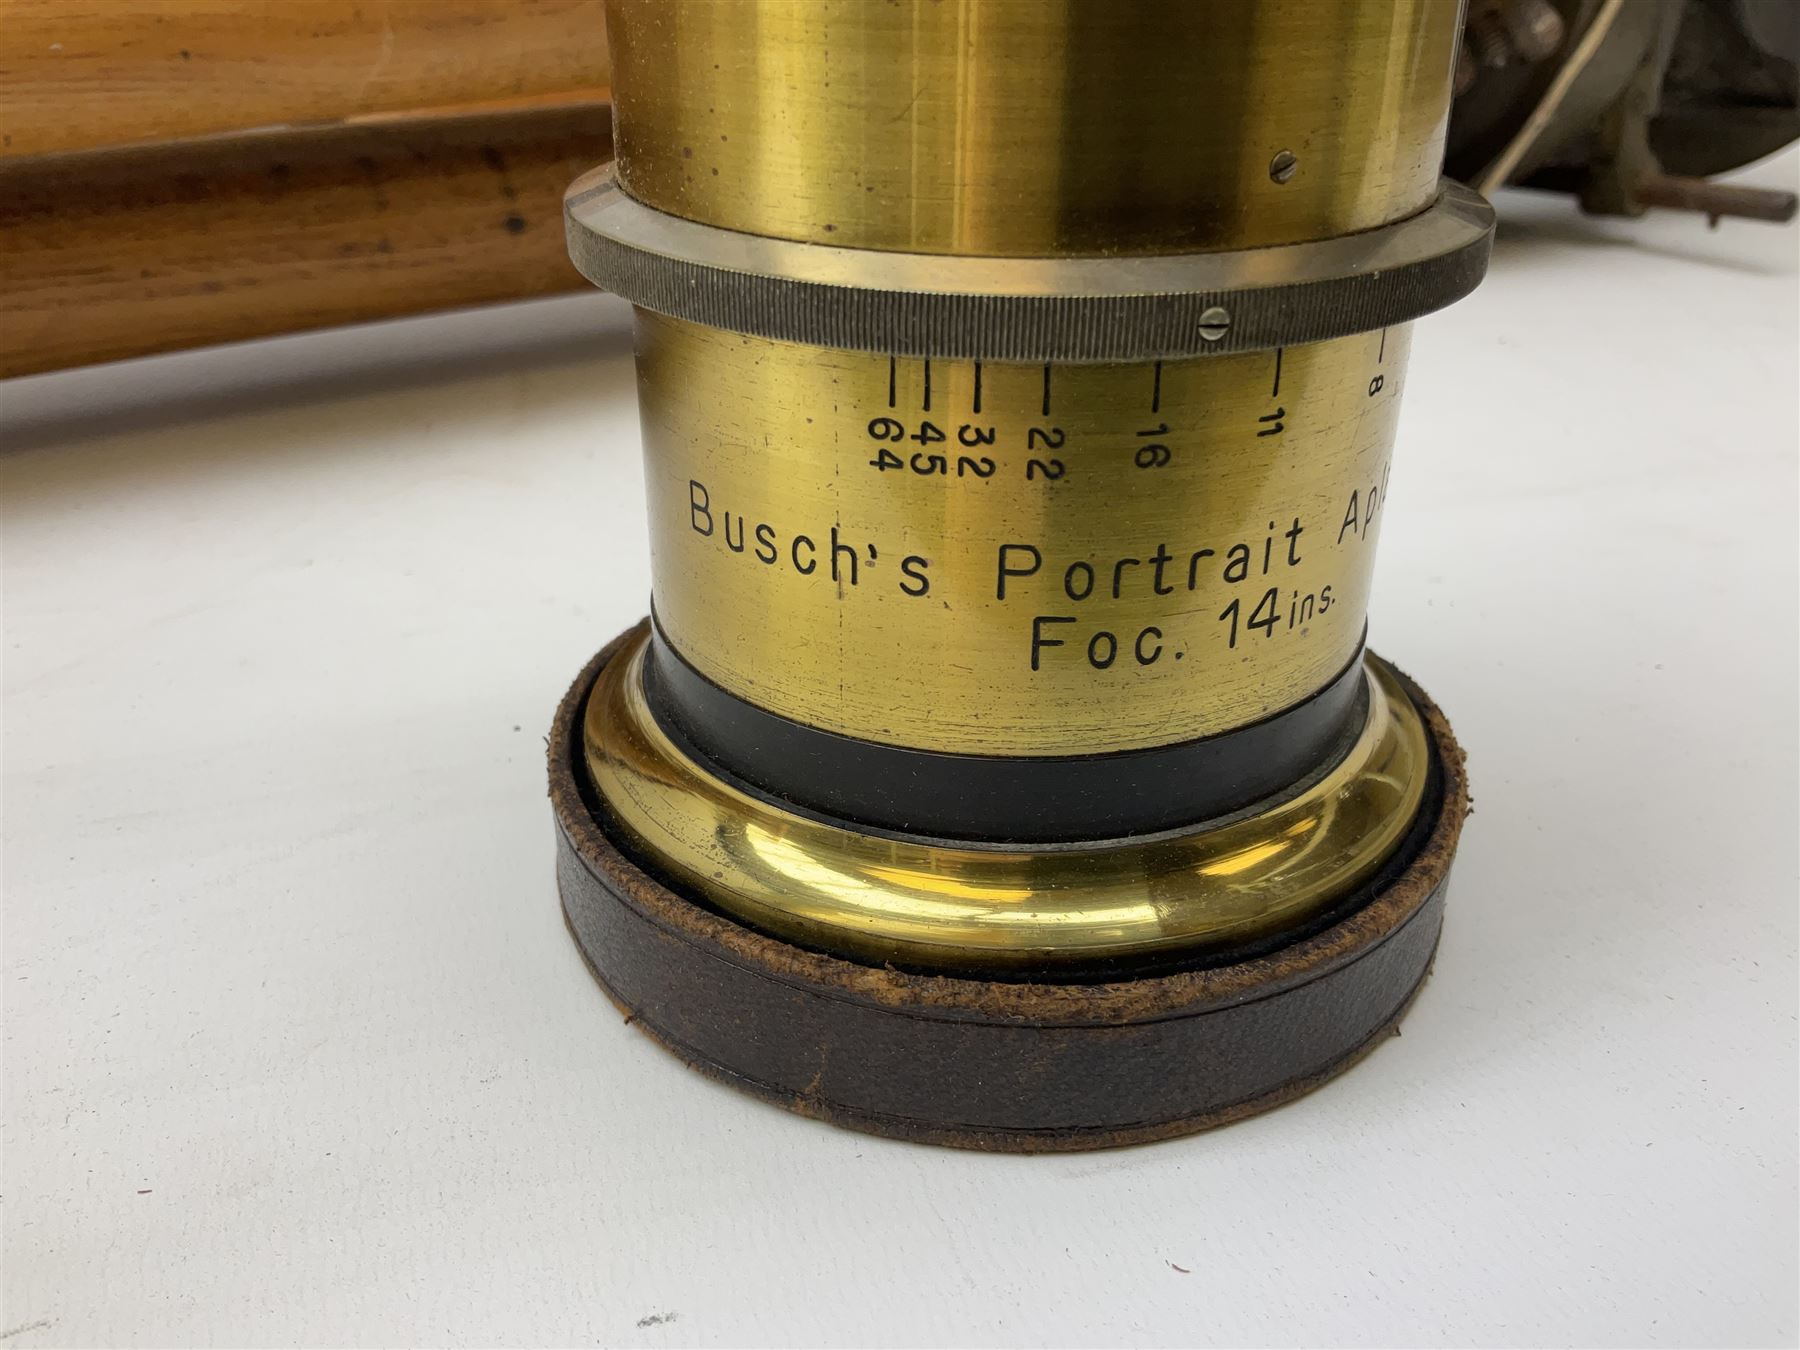 64 45 32 22 16 11 8
Busch's Portrait
Foc. 14ins.